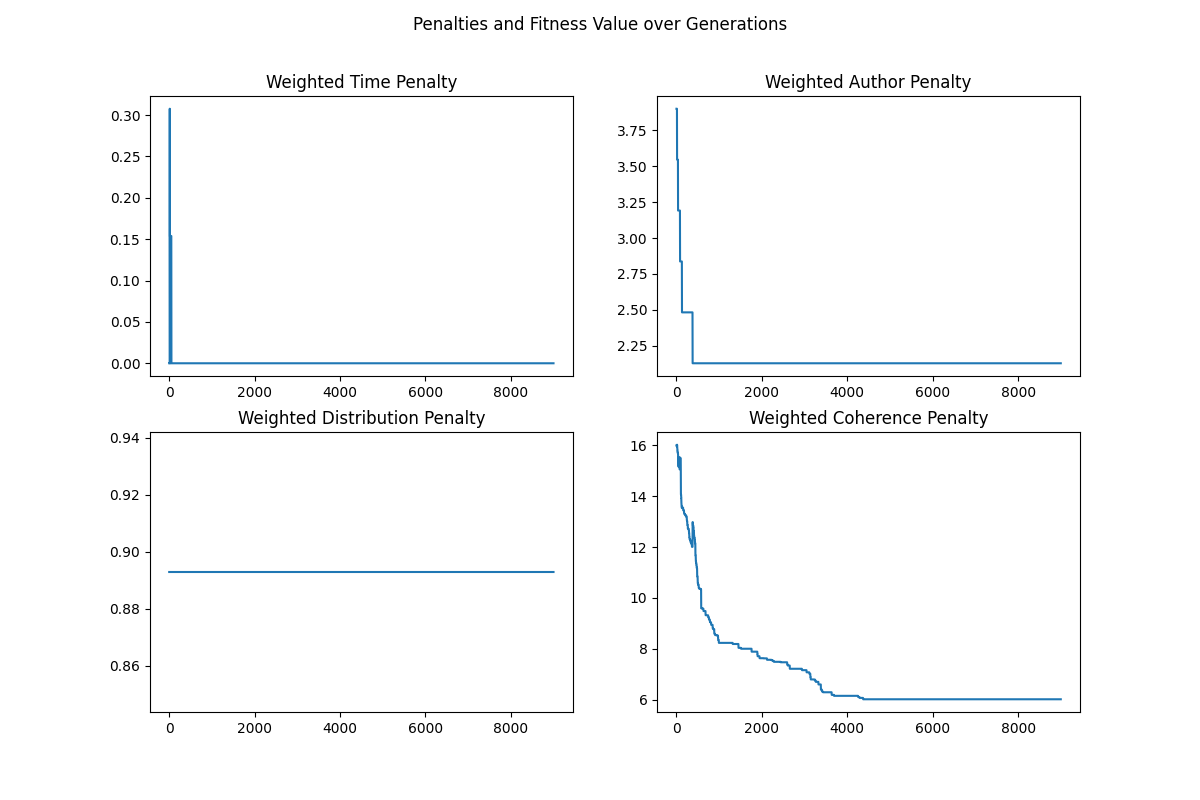 Penalties and Fitness Value over Generations
Weighted Time Penalty
0.30
0.25
0.20
0.15
0.10
0.05
0.00
0 2000 4000 6000 8000
Weighted Author Penalty
3.75
3.50
3.25
3.00
2.75
2.50
2.25
0 2000 4000 6000 8000
Weighted Distribution Penalty
0.94
0.92
0.90
0.88
0.86
0 2000 4000 6000 8000
Weighted Coherence Penalty
16
14
12
10
8
6
0 2000 4000 6000 8000